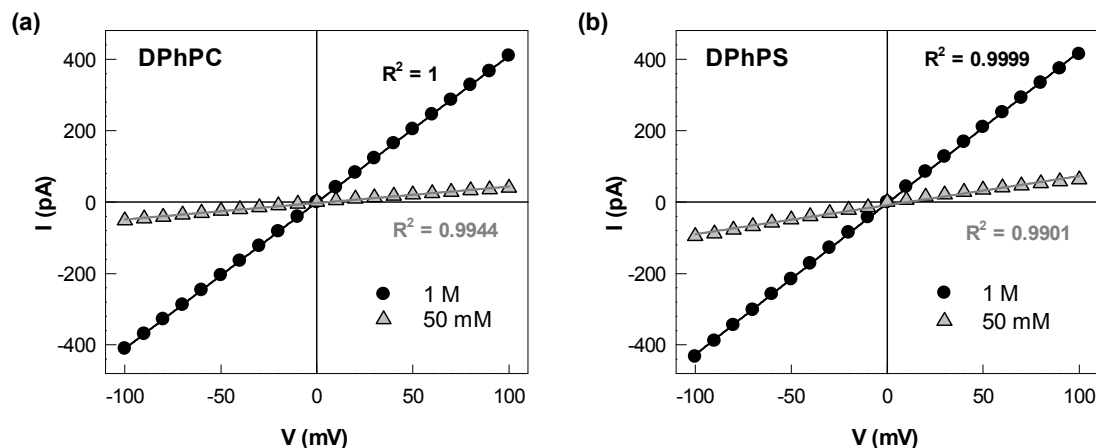 (a)
DPhPC
R² = 1
R² = 0.9944
1 M
50 mM
I (pA)
400
200
0
-200
-400
-100
-50
0
50
100
V (mV)
(b)
DPhPS
R² = 0.9999
R² = 0.9901
1 M
50 mM
I (pA)
400
200
0
-200
-400
-100
-50
0
50
100
V (mV)